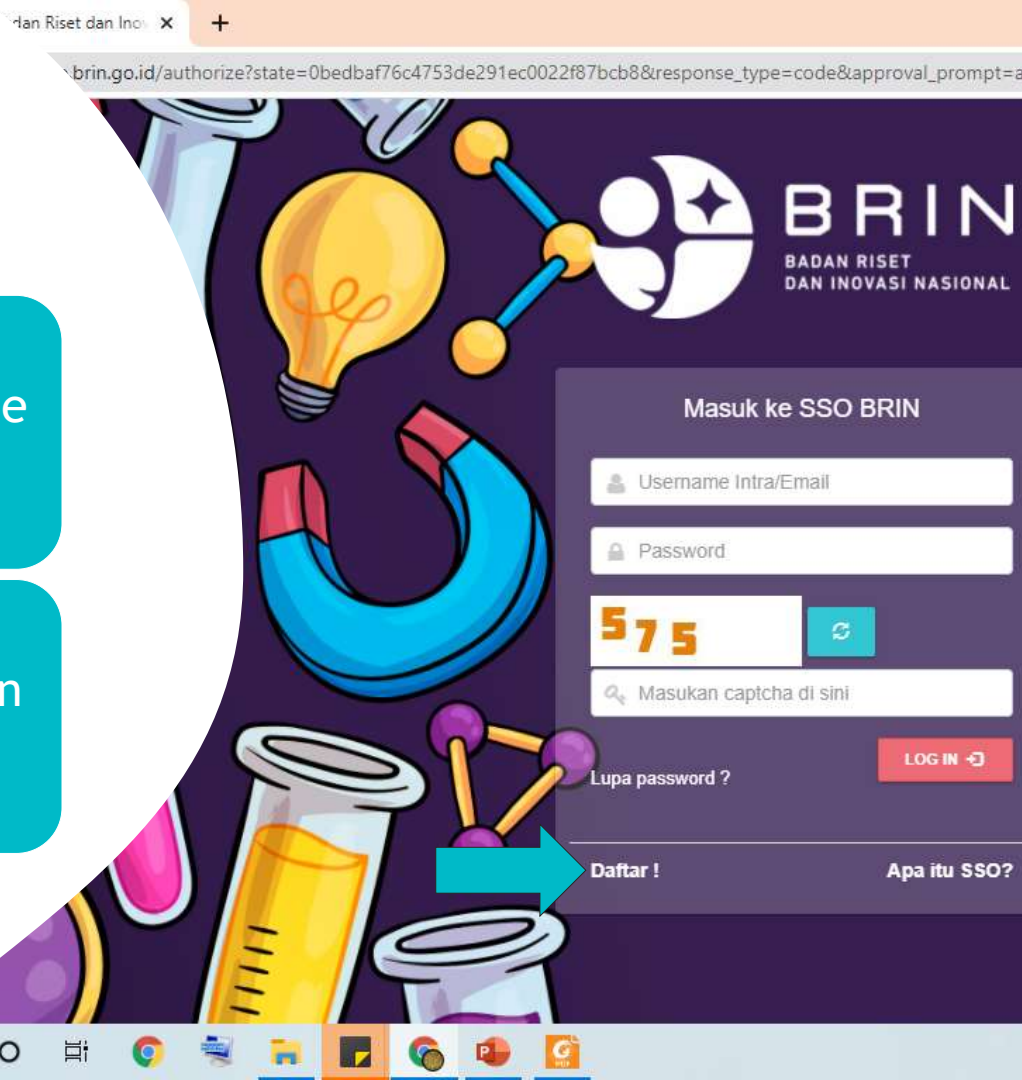 dan Riset dan Ino
brin.go.id/authorize?state=0bedbaf76c4753de291ec0022f87bcb8&response_type=code&approval_prompt=a
BRIN
BADAN RISET
DAN INOVASI NASIONAL
e
n
Masuk ke SSO BRIN
Username Intra/Email
Password
575
Masukan captcha di sini
LOG IN
Lupa password ?
Daftar !
Apa itu SSO?